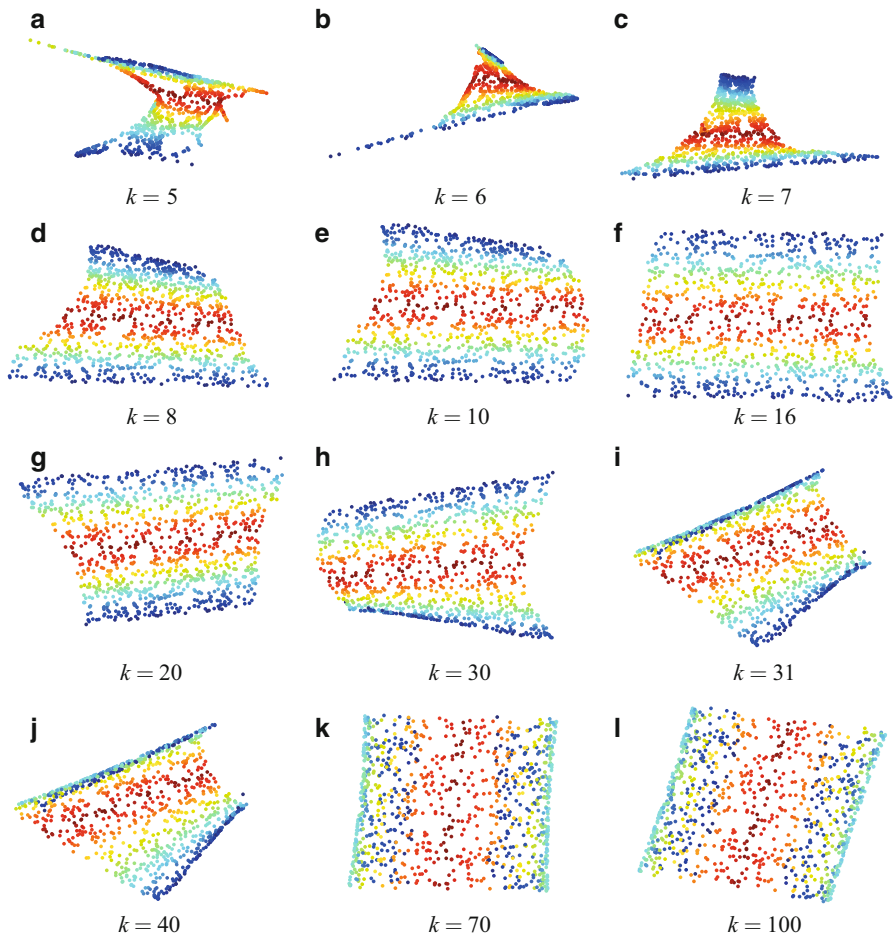 a
b
c
k = 5
k = 6
k = 7
d
e
f
k = 8
k = 10
k = 16
g
h
i
k = 20
k = 30
k = 31
j
k
l
k = 40
k = 70
k = 100